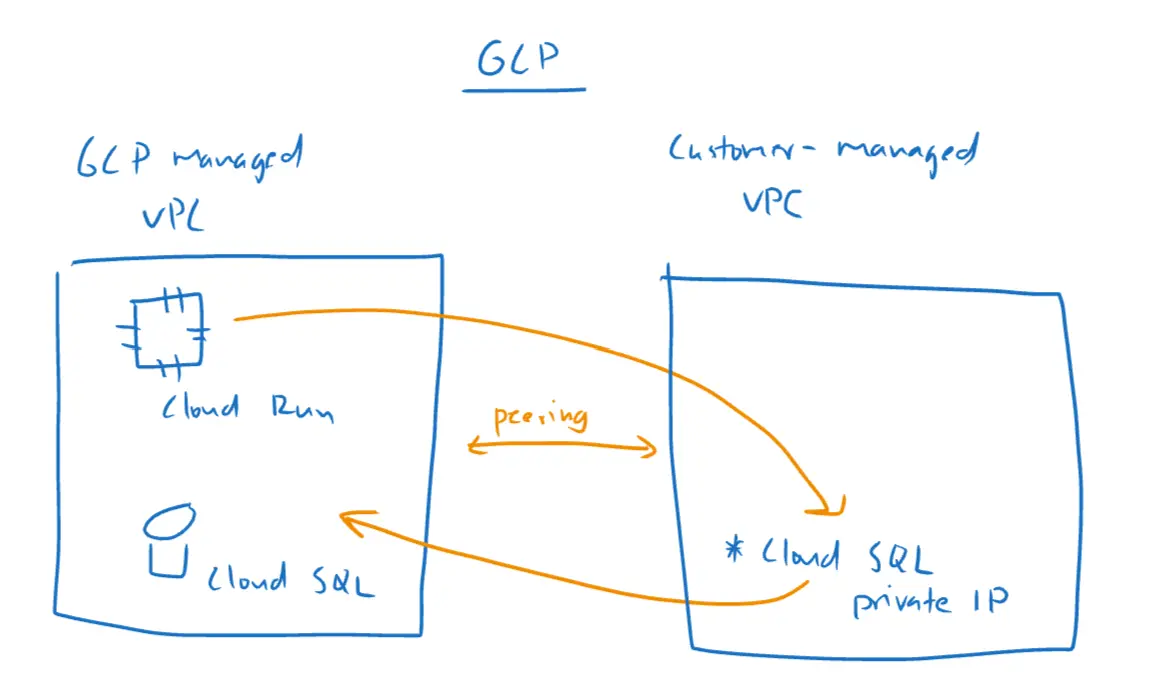 GCP
GCP managed
VPC
Customer-managed
VPC
Cloud Run
peering
Cloud SQL
* Cloud SQL
private IP